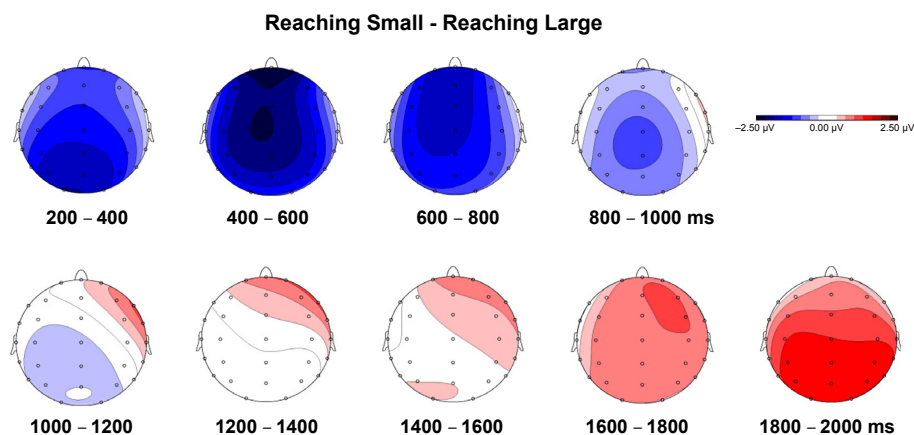 Reaching Small - Reaching Large
−2.50 µV 0.00 µV 2.50 µV
200 – 400 400 – 600 600 – 800 800 – 1000 ms
1000 – 1200 1200 – 1400 1400 – 1600 1600 – 1800 1800 – 2000 ms